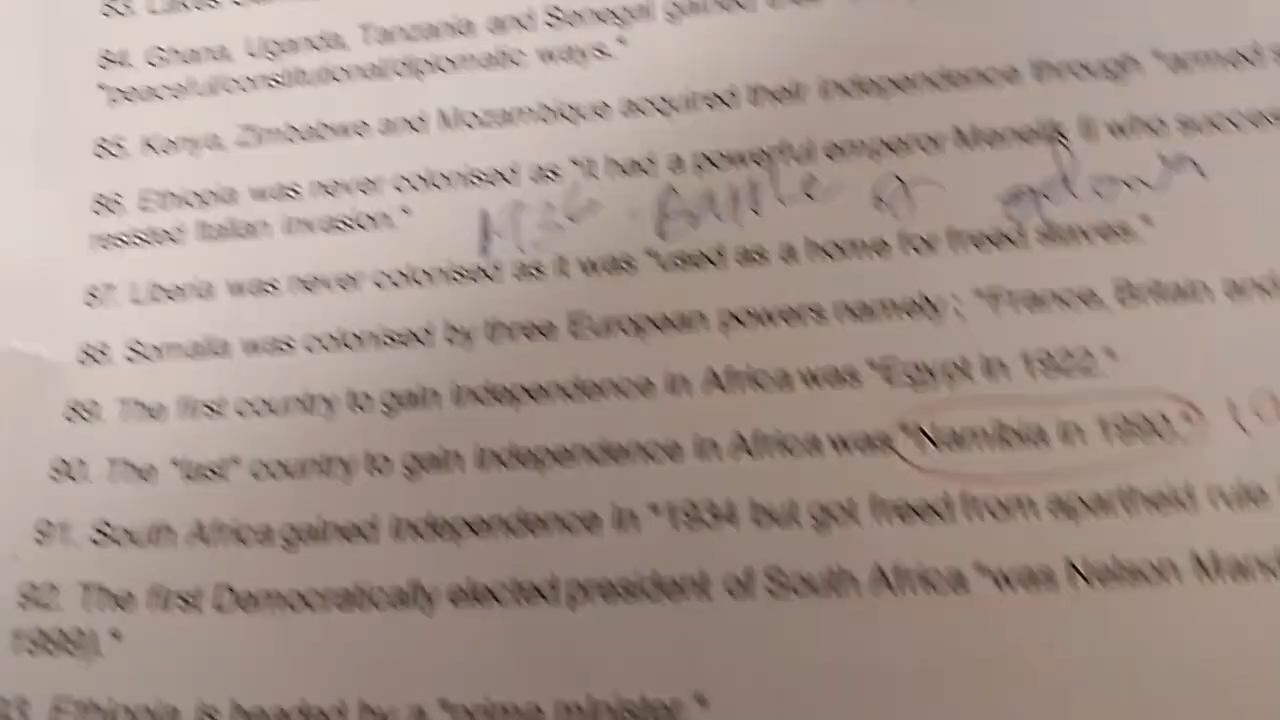 84. Ghana, Uganda, Tanzania and Senegal gained their
"peaceful/constitutional/diplomatic ways."
85. Kenya, Zimbabwe and Mozambique acquired their independence through "armed
86. Ethiopia was never colonised as "it had a powerful emperor Menelik II who
resisted Italian invasion."
Battle of adowa
87. Liberia was never colonised as it was "used as a home for freed slaves."
88. Somalia was colonised by three European powers namely; "France, Britain and
89. The first country to gain independence in Africa was "Egypt in 1922."
90. The "last" country to gain independence in Africa was "Namibia in 1990."
91. South Africa gained independence in "1934 but got freed from apartheid rule
92. The first Democratically elected president of South Africa "was Nelson
93. Ethiopia is headed by a "prime minister."